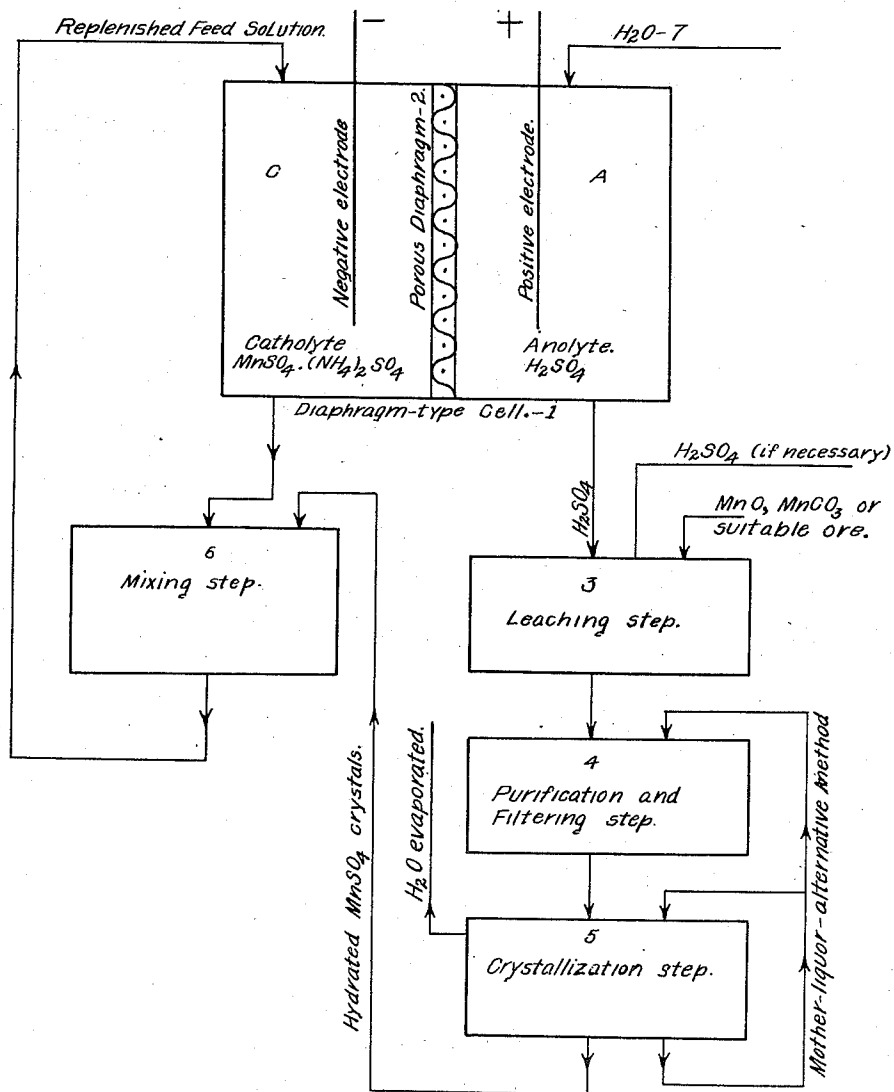 Replenished Feed Solution.
−
+
H2O-7
C
Negative electrode
Porous Diaphragm-2.
Positive electrode.
A
Catholyte
MnSO4.(NH4)2SO4
Anolyte.
H2SO4
Diaphragm-type Cell.-1
H2SO4
H2SO4 (if necessary)
MnO, MnCO3 or
suitable ore.
6
Mixing step.
3
Leaching step.
4
Purification and
Filtering step.
H2O evaporated.
Hydrated MnSO4 crystals.
5
Crystallization step.
Mother-liquor-alternative method